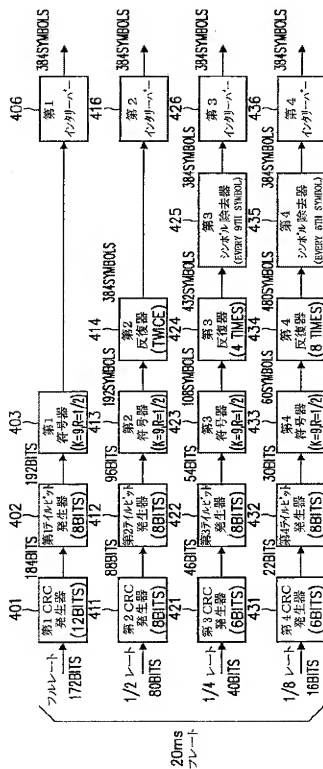 401 402 403 406
フルレート
172BITS
第1 CRC
発生器
(12BITS)
184BITS
第1テイルビット
発生器
(8BITS)
192BITS
第1
符号器
(K=9,R=1/2)
384SYMBOLS
第1
インタリーバー
384SYMBOLS
411 412 413 414 416
1/2 レート
80BITS
第2 CRC
発生器
(8BITS)
88BITS
第2テイルビット
発生器
(8BITS)
96BITS
第2
符号器
(K=9,R=1/2)
192SYMBOLS
第2
反復器
(TWICE)
384SYMBOLS
第2
インタリーバー
384SYMBOLS
421 422 423 424 425 426
1/4 レート
40BITS
第3 CRC
発生器
(6BITS)
46BITS
第3テイルビット
発生器
(8BITS)
54BITS
第3
符号器
(K=9,R=1/2)
108SYMBOLS
第3
反復器
(4 TIMES)
432SYMBOLS
第3
シンボル除去器
(EVERY 9TH SYMBOL)
384SYMBOLS
第3
インタリーバー
384SYMBOLS
431 432 433 434 435 436
1/8 レート
16BITS
第4 CRC
発生器
(6BITS)
22BITS
第4テイルビット
発生器
(8BITS)
30BITS
第4
符号器
(K=9,R=1/2)
60SYMBOLS
第4
反復器
(8 TIMES)
480SYMBOLS
第4
シンボル除去器
(EVERY 5TH SYMBOL)
384SYMBOLS
第4
インタリーバー
384SYMBOLS
20ms
フレート